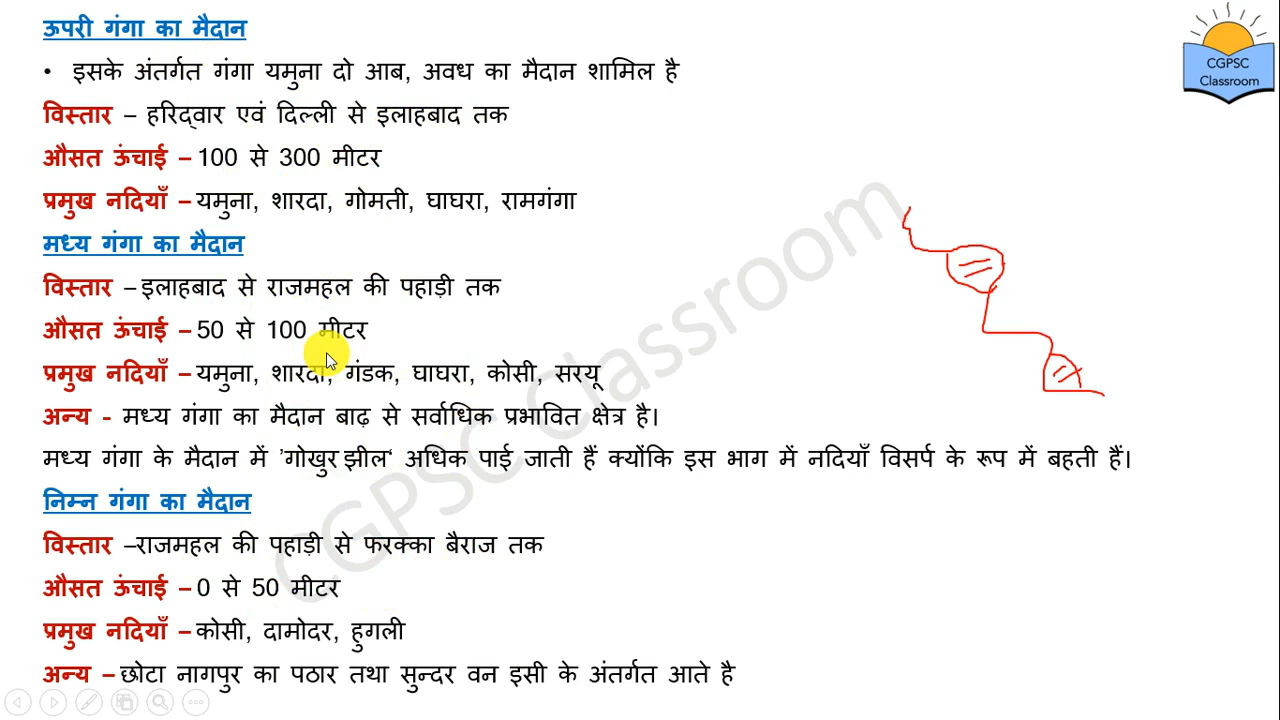 ऊपरी गंगा का मैदान
• इसके अंतर्गत गंगा यमुना दो आब, अवध का मैदान शामिल है
विस्तार – हरिद्वार एवं दिल्ली से इलाहबाद तक
औसत ऊंचाई – 100 से 300 मीटर
प्रमुख नदियाँ – यमुना, शारदा, गोमती, घाघरा, रामगंगा
मध्य गंगा का मैदान
विस्तार – इलाहबाद से राजमहल की पहाड़ी तक
औसत ऊंचाई – 50 से 100 मीटर
प्रमुख नदियाँ – यमुना, शारदा, गंडक, घाघरा, कोसी, सरयू
अन्य - मध्य गंगा का मैदान बाढ़ से सर्वाधिक प्रभावित क्षेत्र है।
मध्य गंगा के मैदान में 'गोखुर झील‘ अधिक पाई जाती हैं क्योंकि इस भाग में नदियाँ विसर्प के रूप में बहती हैं।
निम्न गंगा का मैदान
विस्तार –राजमहल की पहाड़ी से फरक्का बैराज तक
औसत ऊंचाई – 0 से 50 मीटर
प्रमुख नदियाँ – कोसी, दामोदर, हुगली
अन्य – छोटा नागपुर का पठार तथा सुन्दर वन इसी के अंतर्गत आते है
CGPSC
Classroom
CGPSC Classroom